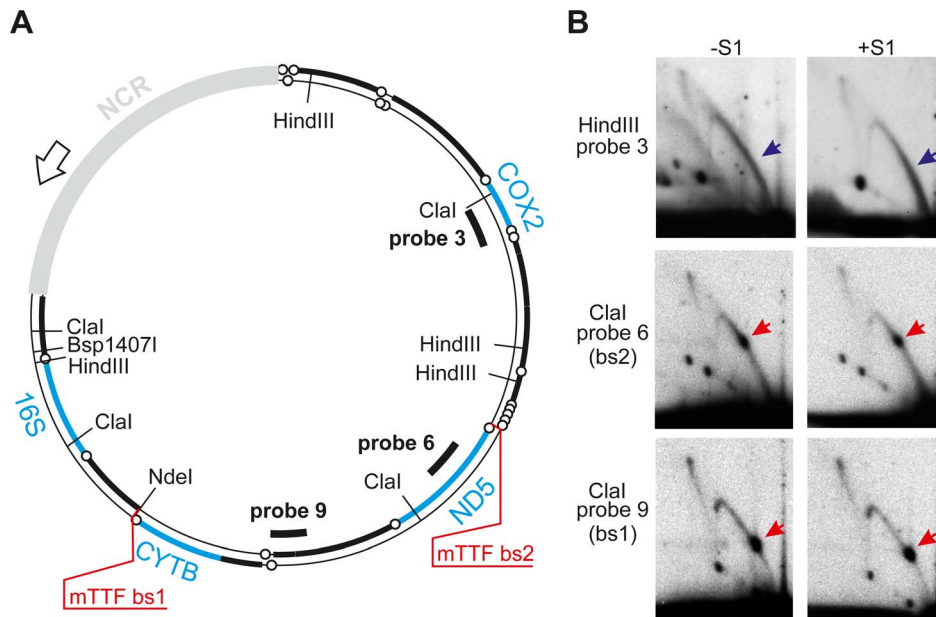 A
NCR
HindIII
COX2
ClaI
probe 3
ClaI
Bsp1407I
HindIII
HindIII
HindIII
16S
ClaI
probe 6
NdeI
probe 9
ClaI
ND5
CYTB
mTTF bs1
mTTF bs2
B
-S1
+S1
HindIII
probe 3
ClaI
probe 6
(bs2)
ClaI
probe 9
(bs1)